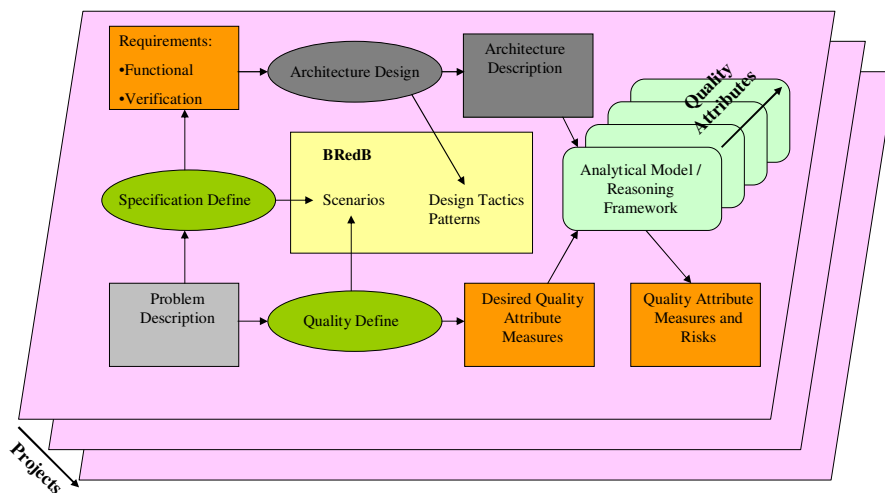 Requirements:
•Functional
•Verification
Architecture Design
Architecture
Description
Quality
Attributes
BRedB
Scenarios
Design Tactics
Patterns
Analytical Model /
Reasoning
Framework
Specification Define
Problem
Description
Quality Define
Desired Quality
Attribute
Measures
Quality Attribute
Measures and
Risks
Projects